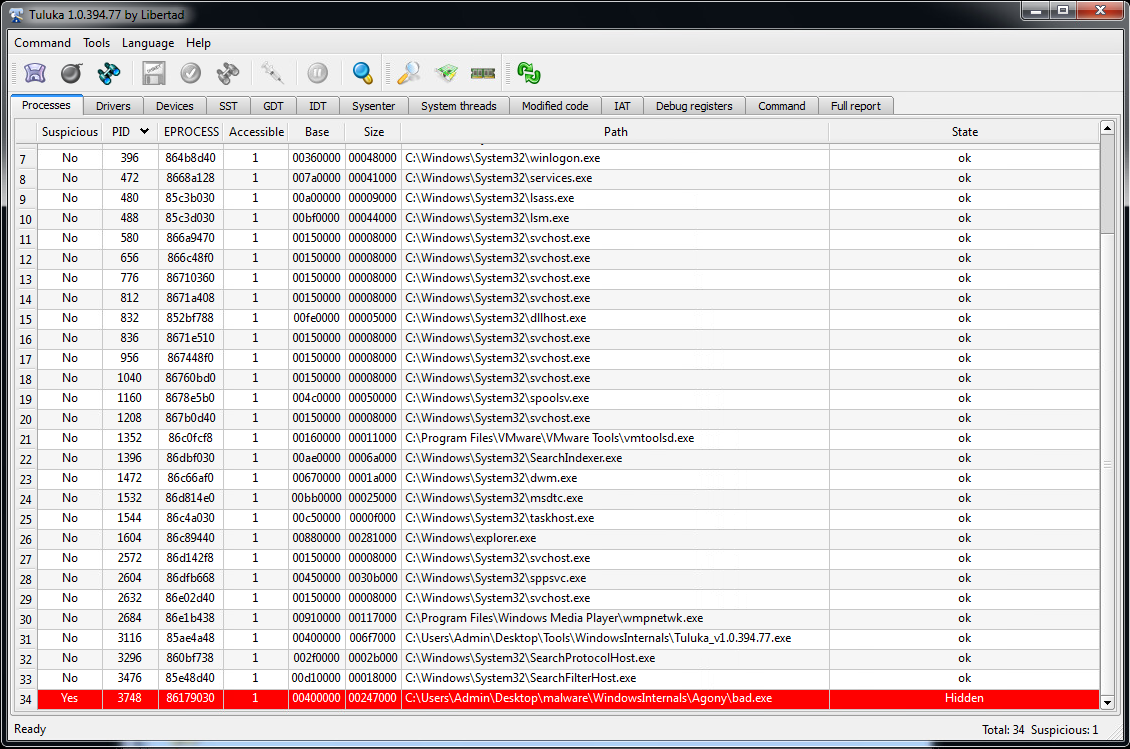 Tuluka 1.0.394.77 by Libertad
Command Tools Language Help
Processes Drivers Devices SST GDT IDT Sysenter System threads Modified code IAT Debug registers Command Full report
Suspicious PID EPROCESS Accessible Base Size Path State
7 No 396 864b8d40 1 00360000 00048000 C:\Windows\System32\winlogon.exe ok
8 No 472 8668a128 1 007a0000 00041000 C:\Windows\System32\services.exe ok
9 No 480 85c3b030 1 00a00000 00009000 C:\Windows\System32\lsass.exe ok
10 No 488 85c3d030 1 00bf0000 00044000 C:\Windows\System32\lsm.exe ok
11 No 580 866a9470 1 00150000 00008000 C:\Windows\System32\svchost.exe ok
12 No 656 866c48f0 1 00150000 00008000 C:\Windows\System32\svchost.exe ok
13 No 776 86710360 1 00150000 00008000 C:\Windows\System32\svchost.exe ok
14 No 812 8671a408 1 00150000 00008000 C:\Windows\System32\svchost.exe ok
15 No 832 852bf788 1 00fe0000 00005000 C:\Windows\System32\dllhost.exe ok
16 No 836 8671e510 1 00150000 00008000 C:\Windows\System32\svchost.exe ok
17 No 956 867448f0 1 00150000 00008000 C:\Windows\System32\svchost.exe ok
18 No 1040 86760bd0 1 00150000 00008000 C:\Windows\System32\svchost.exe ok
19 No 1160 8678e5b0 1 004c0000 00050000 C:\Windows\System32\spoolsv.exe ok
20 No 1208 867b0d40 1 00150000 00008000 C:\Windows\System32\svchost.exe ok
21 No 1352 86c0fcf8 1 00160000 00011000 C:\Program Files\VMware\VMware Tools\vmtoolsd.exe ok
22 No 1396 86dbf030 1 00ae0000 0006a000 C:\Windows\System32\SearchIndexer.exe ok
23 No 1472 86c66af0 1 00670000 0001a000 C:\Windows\System32\dwm.exe ok
24 No 1532 86d814e0 1 00bb0000 00025000 C:\Windows\System32\msdtc.exe ok
25 No 1544 86c4a030 1 00c50000 0000f000 C:\Windows\System32\taskhost.exe ok
26 No 1604 86c89440 1 00880000 00281000 C:\Windows\explorer.exe ok
27 No 2572 86d142f8 1 00150000 00008000 C:\Windows\System32\svchost.exe ok
28 No 2604 86dfb668 1 00450000 0030b000 C:\Windows\System32\sppsvc.exe ok
29 No 2632 86e02d40 1 00150000 00008000 C:\Windows\System32\svchost.exe ok
30 No 2684 86e1b438 1 00910000 00117000 C:\Program Files\Windows Media Player\wmpnetwk.exe ok
31 No 3116 85ae4a48 1 00400000 006f7000 C:\Users\Admin\Desktop\Tools\WindowsInternals\Tuluka_v1.0.394.77.exe ok
32 No 3296 860bf738 1 002f0000 0002b000 C:\Windows\System32\SearchProtocolHost.exe ok
33 No 3476 85e48d40 1 00d10000 00018000 C:\Windows\System32\SearchFilterHost.exe ok
34 Yes 3748 86179030 1 00400000 00247000 C:\Users\Admin\Desktop\malware\WindowsInternals\Agony\bad.exe Hidden
Ready Total: 34 Suspicious: 1